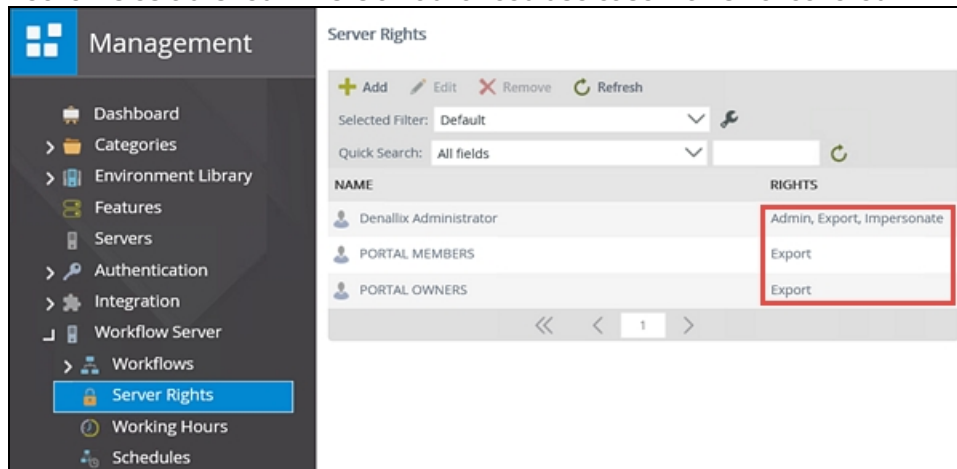 Management
Dashboard
Categories
Environment Library
Features
Servers
Authentication
Integration
Workflow Server
Workflows
Server Rights
Working Hours
Schedules
Server Rights
Add Edit Remove Refresh
Selected Filter: Default
Quick Search: All fields
NAME RIGHTS
Denallix Administrator Admin, Export, Impersonate
PORTAL MEMBERS Export
PORTAL OWNERS Export
1